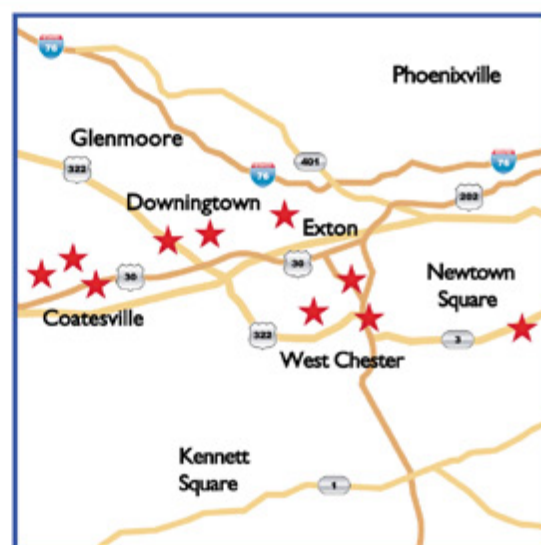 76
Phoenixville
Glenmoore
401
322
76
76
202
Downingtown
Exton
30
30
Newtown
Square
Coatesville
322
West Chester
3
Kennett
Square
1